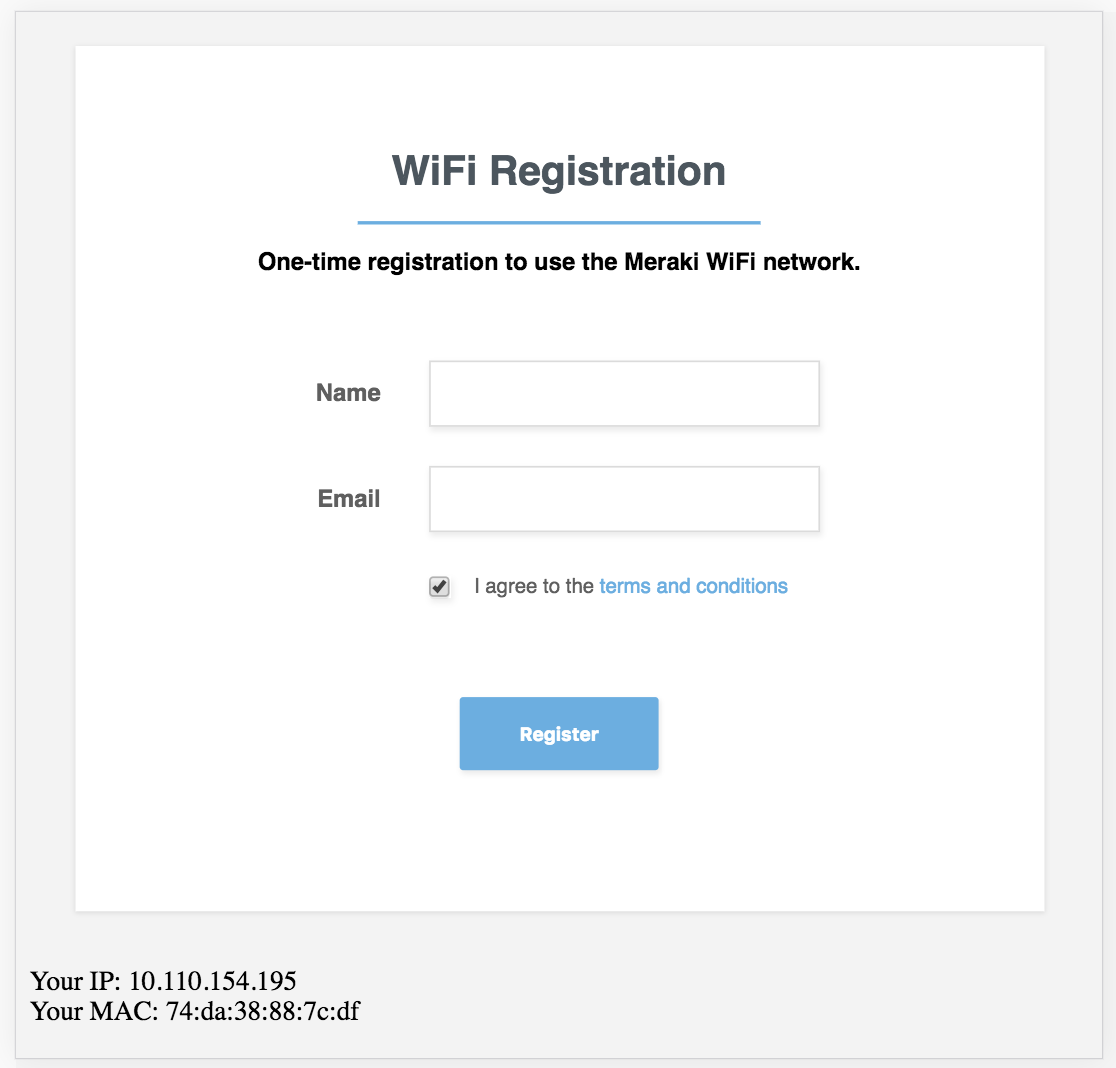 WiFi Registration
One-time registration to use the Meraki WiFi network.
Name
Email
I agree to the terms and conditions
Register
Your IP: 10.110.154.195
Your MAC: 74:da:38:88:7c:df